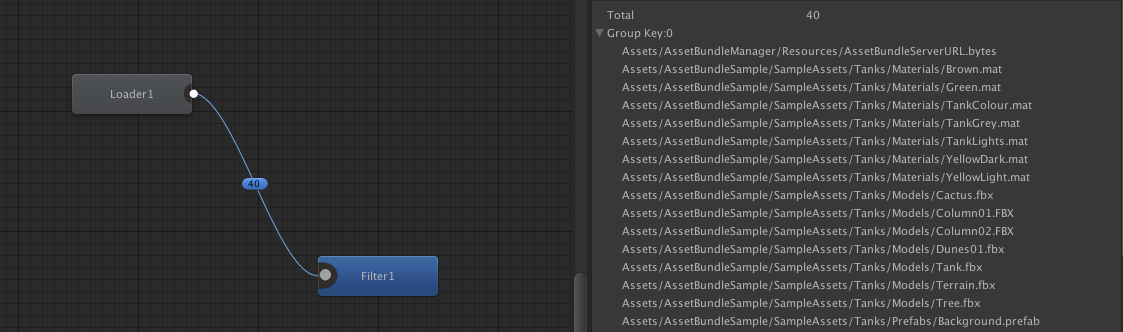 Loader1
40
Filter1
Total 40
Group Key:0
Assets/AssetBundleManager/Resources/AssetBundleServerURL.bytes
Assets/AssetBundleSample/SampleAssets/Tanks/Materials/Brown.mat
Assets/AssetBundleSample/SampleAssets/Tanks/Materials/Green.mat
Assets/AssetBundleSample/SampleAssets/Tanks/Materials/TankColour.mat
Assets/AssetBundleSample/SampleAssets/Tanks/Materials/TankGrey.mat
Assets/AssetBundleSample/SampleAssets/Tanks/Materials/TankLights.mat
Assets/AssetBundleSample/SampleAssets/Tanks/Materials/YellowDark.mat
Assets/AssetBundleSample/SampleAssets/Tanks/Materials/YellowLight.mat
Assets/AssetBundleSample/SampleAssets/Tanks/Models/Cactus.fbx
Assets/AssetBundleSample/SampleAssets/Tanks/Models/Column01.FBX
Assets/AssetBundleSample/SampleAssets/Tanks/Models/Column02.FBX
Assets/AssetBundleSample/SampleAssets/Tanks/Models/Dunes01.fbx
Assets/AssetBundleSample/SampleAssets/Tanks/Models/Tank.fbx
Assets/AssetBundleSample/SampleAssets/Tanks/Models/Terrain.fbx
Assets/AssetBundleSample/SampleAssets/Tanks/Models/Tree.fbx
Assets/AssetBundleSample/SampleAssets/Tanks/Prefabs/Background.prefab